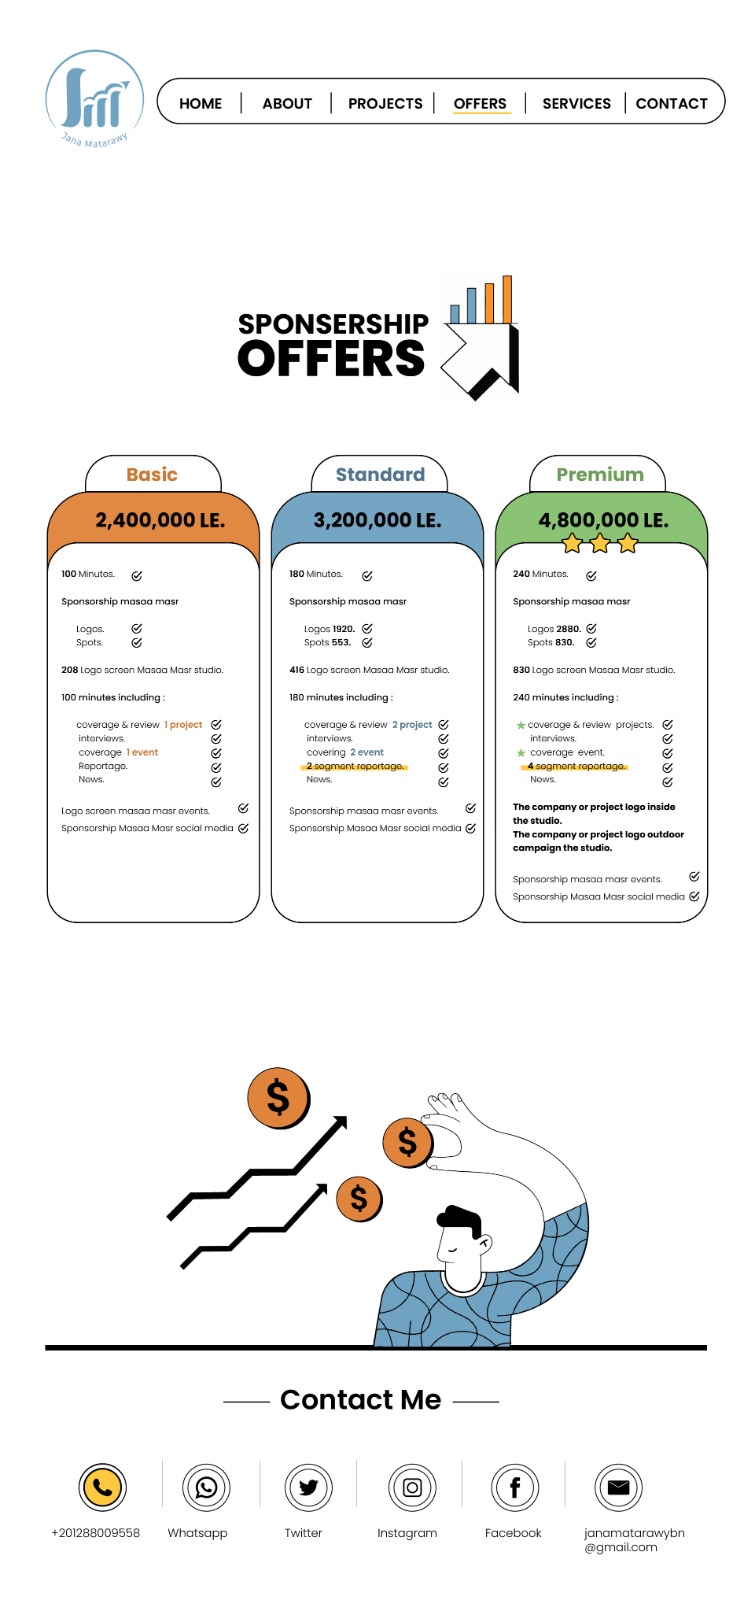 Jana Matarawy
HOME
ABOUT
PROJECTS
OFFERS
SERVICES
CONTACT
SPONSERSHIP
OFFERS
Basic
2,400,000 LE.
100 Minutes.
Sponsorship masaa masr
Logos.
Spots.
208 Logo screen Masaa Masr studio.
100 minutes including :
coverage & review 1 project
interviews.
coverage 1 event
Reportage.
News.
Logo screen masaa masr events.
Sponsorship Masaa Masr social media
Standard
3,200,000 LE.
180 Minutes.
Sponsorship masaa masr
Logos 1920.
Spots 553.
416 Logo screen Masaa Masr studio.
180 minutes including :
coverage & review 2 project
interviews.
covering 2 event
2 segment reportage.
News.
Sponsorship masaa masr events.
Sponsorship Masaa Masr social media
Premium
4,800,000 LE.
240 Minutes.
Sponsorship masaa masr
Logos 2880.
Spots 830.
830 Logo screen Masaa Masr studio.
240 minutes including :
coverage & review projects.
interviews.
coverage event.
4 segment reportage.
News.
The company or project logo inside
the studio.
The company or project logo outdoor
campaign the studio.
Sponsorship masaa masr events.
Sponsorship Masaa Masr social media
$
$
$
Contact Me
+201288009558
Whatsapp
Twitter
Instagram
Facebook
janamatarawybn
@gmail.com